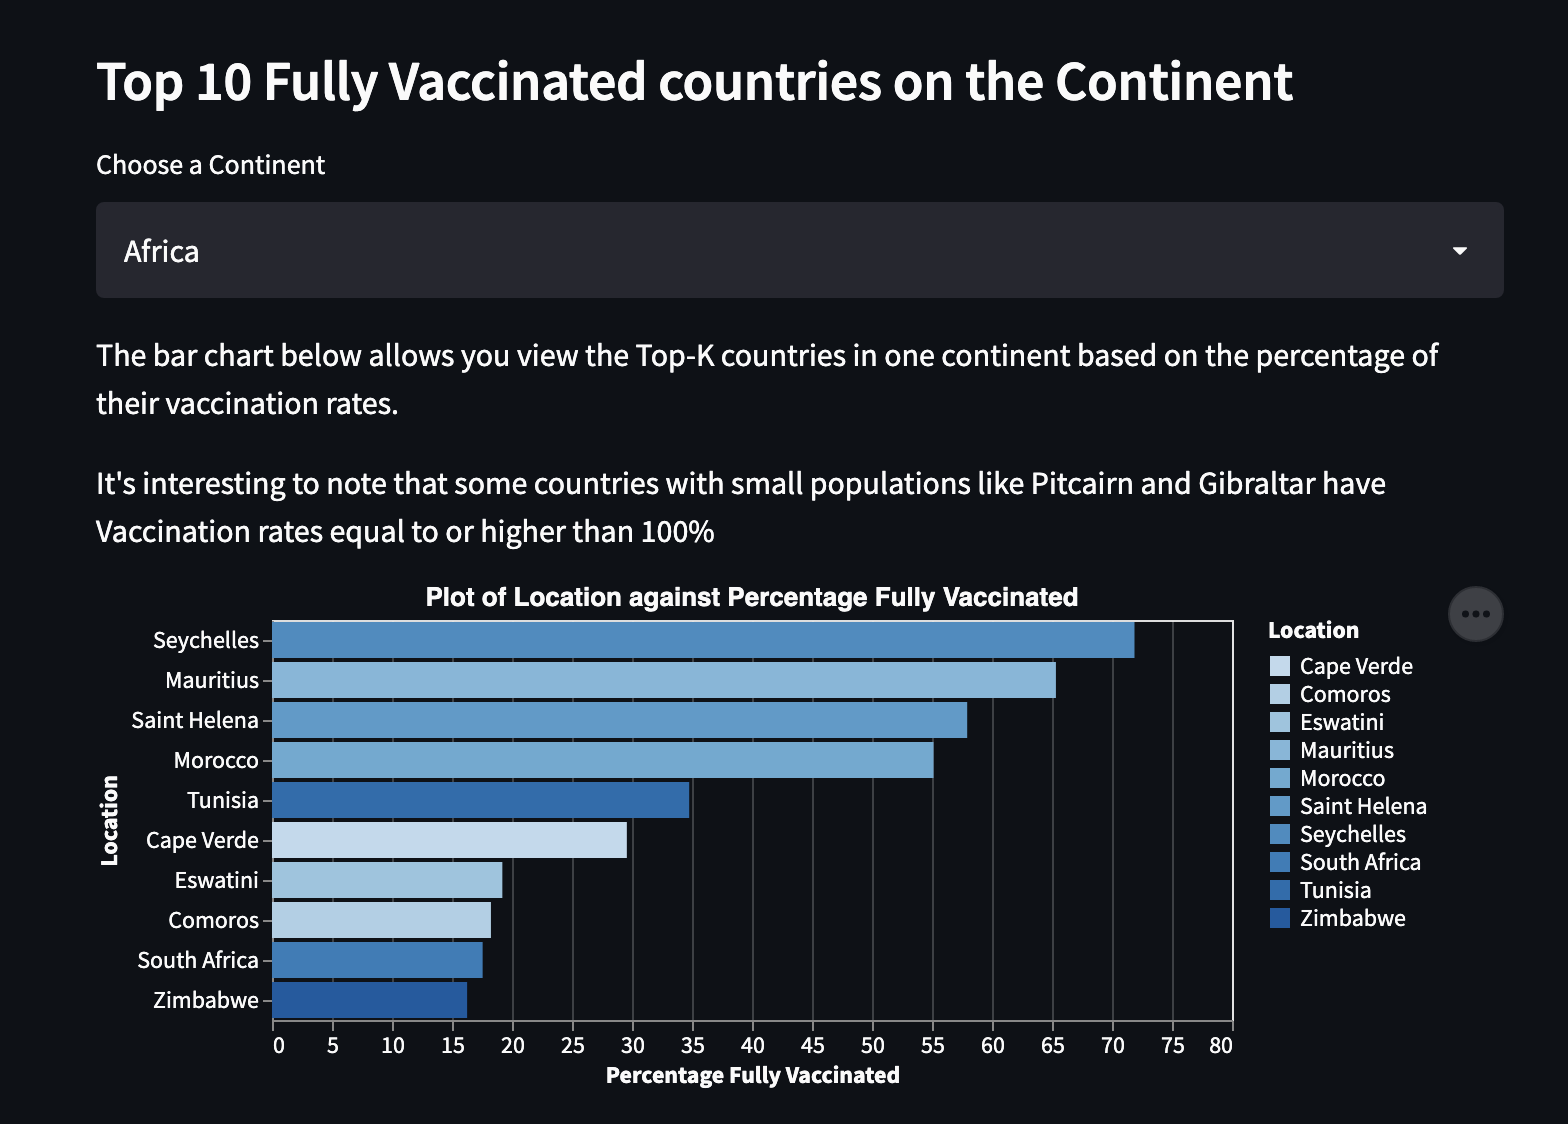 Top 10 Fully Vaccinated countries on the Continent
Choose a Continent
Africa
The bar chart below allows you view the Top-K countries in one continent based on the percentage of
their vaccination rates.
It's interesting to note that some countries with small populations like Pitcairn and Gibraltar have
Vaccination rates equal to or higher than 100%
Plot of Location against Percentage Fully Vaccinated
Location
Seychelles
Mauritius
Saint Helena
Morocco
Tunisia
Cape Verde
Eswatini
Comoros
South Africa
Zimbabwe
0 5 10 15 20 25 30 35 40 45 50 55 60 65 70 75 80
Percentage Fully Vaccinated
Location
Cape Verde
Comoros
Eswatini
Mauritius
Morocco
Saint Helena
Seychelles
South Africa
Tunisia
Zimbabwe